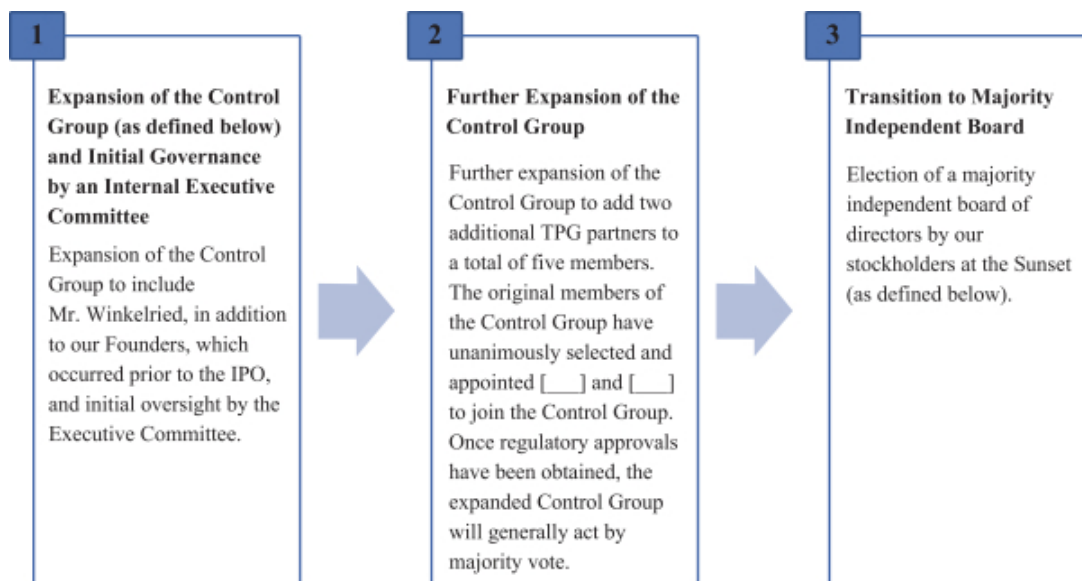 1
Expansion of the Control
Group (as defined below)
and Initial Governance
by an Internal Executive
Committee
Expansion of the Control
Group to include
Mr. Winkelried, in addition
to our Founders, which
occurred prior to the IPO,
and initial oversight by the
Executive Committee.
2
Further Expansion of the
Control Group
Further expansion of the
Control Group to add two
additional TPG partners to
a total of five members.
The original members of
the Control Group have
unanimously selected and
appointed [___] and [___]
to join the Control Group.
Once regulatory approvals
have been obtained, the
expanded Control Group
will generally act by
majority vote.
3
Transition to Majority
Independent Board
Election of a majority
independent board of
directors by our
stockholders at the Sunset
(as defined below).